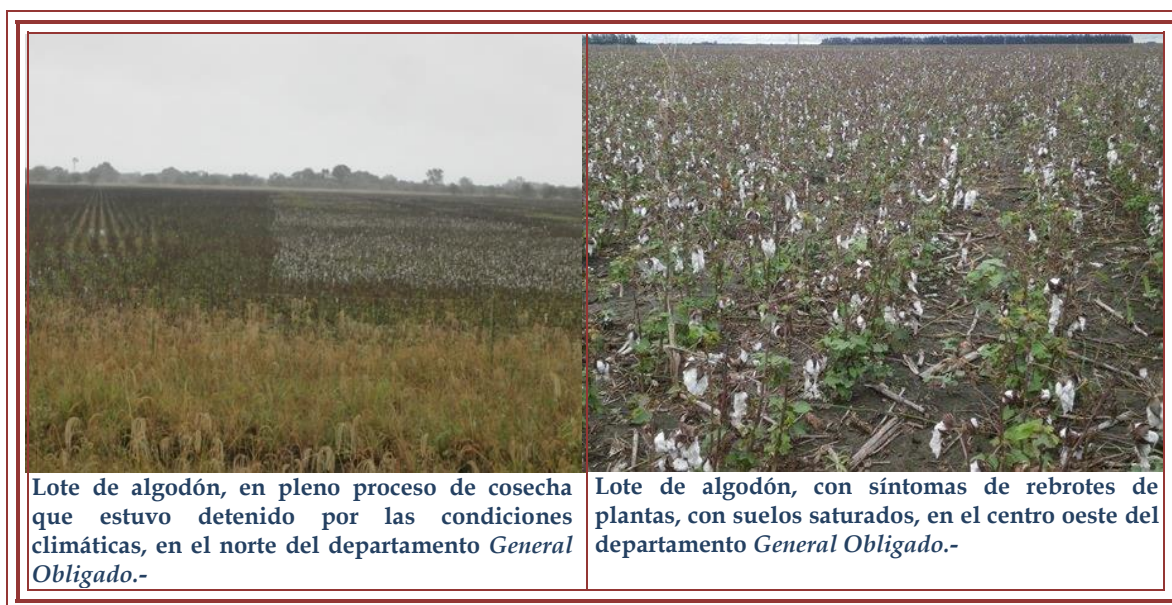 Lote de algodón, en pleno proceso de cosecha
que estuvo detenido por las condiciones
climáticas, en el norte del departamento General
Obligado.-
Lote de algodón, con síntomas de rebrotes de
plantas, con suelos saturados, en el centro oeste del
departamento General Obligado.-